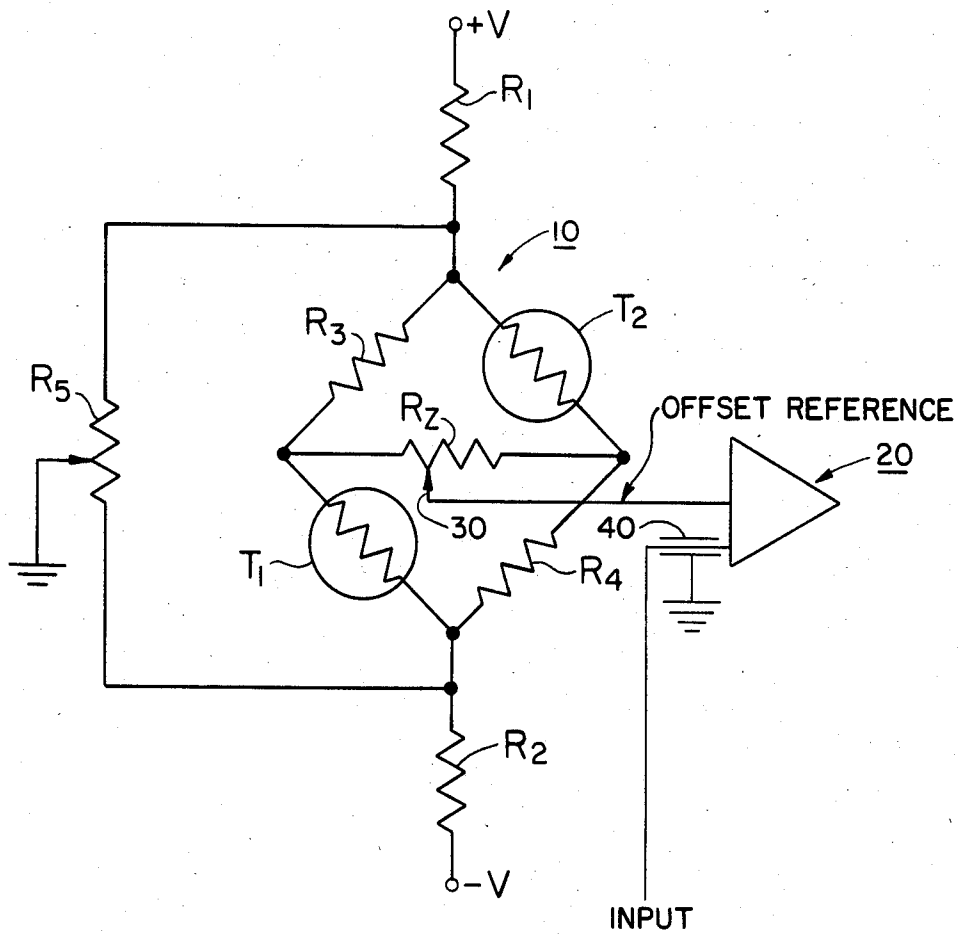 +V
R1
10
T2
R3
R5
RZ
OFFSET REFERENCE
20
30
40
T1
R4
R2
-V
INPUT